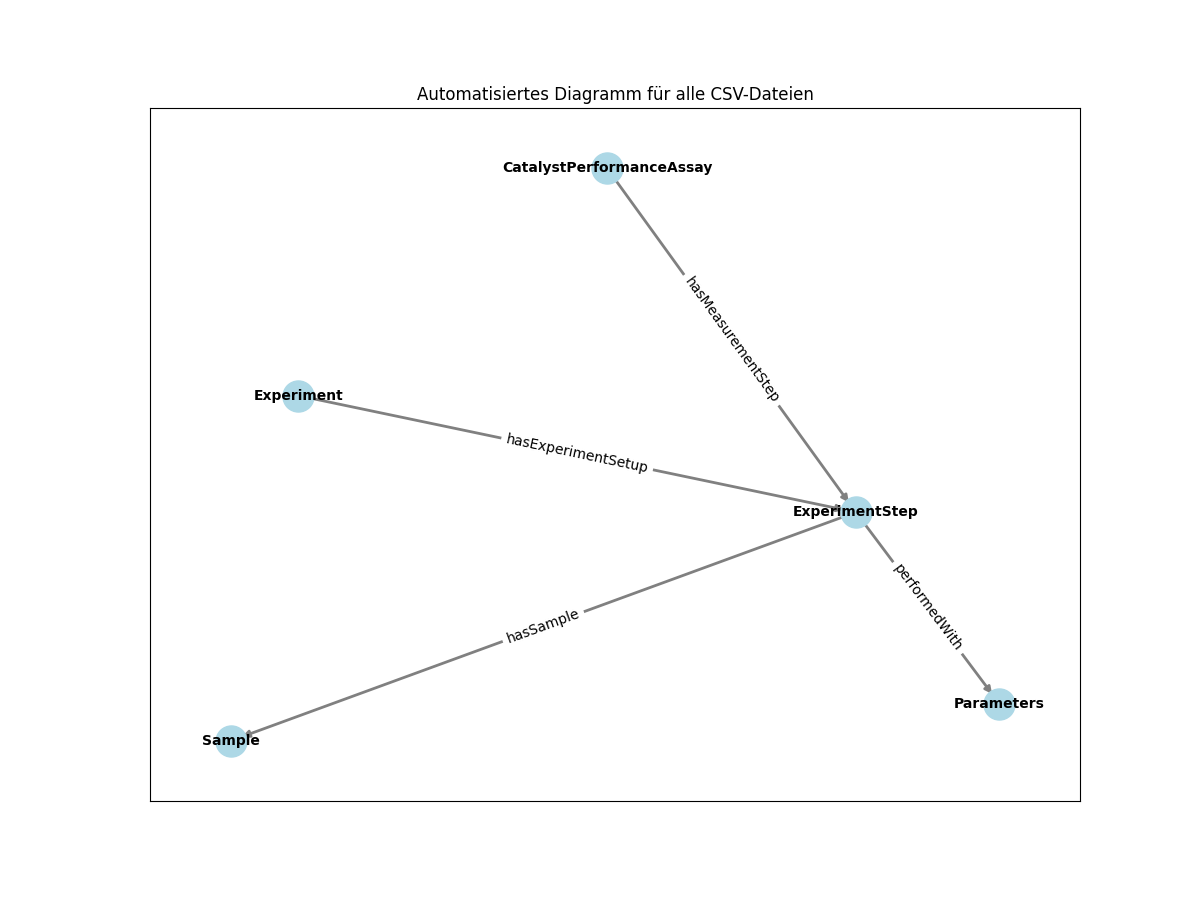 Automatisiertes Diagramm für alle CSV-Dateien
CatalystPerformanceAssay
hasMeasurementStep
Experiment
hasExperimentSetup
ExperimentStep
performedWith
hasSample
Parameters
Sample